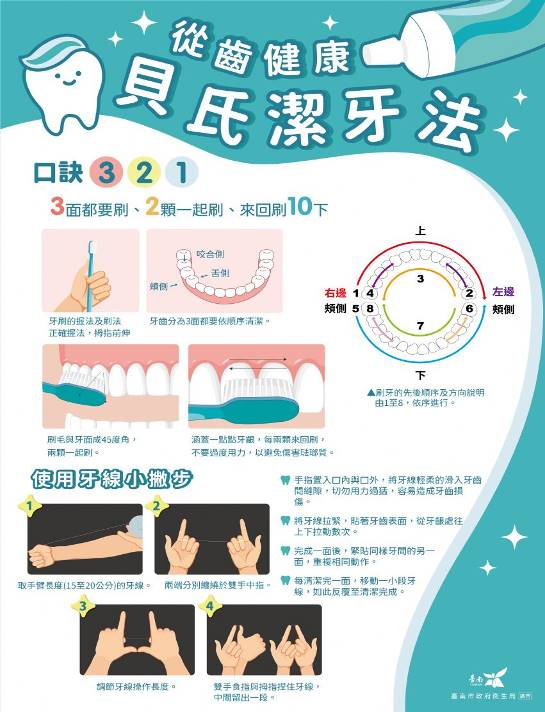 從齒健康
貝氏潔牙法
口訣 3 2 1
3面都要刷、2顆一起刷、來回刷10下
牙刷的握法及刷法
正確握法，拇指前伸
咬合側
舌側
頰側
牙齒分為3面都要依順序清潔。
刷毛與牙面成45度角，
兩顆一起刷。
涵蓋一點點牙齦，每兩顆來回刷，
不要過度用力，以避免傷害琺瑯質。
上
3
右邊 1 4 2 左邊
頰側 5 8 6 頰側
7
下
▲刷牙的先後順序及方向說明
由1至8，依序進行。
使用牙線小撇步
1
取手臂長度(15至20公分)的牙線。
2
兩端分別纏繞於雙手中指。
3
調節牙線操作長度。
4
雙手食指與拇指捏住牙線，
中間留出一段。
手指置入口內與口外，將牙線輕柔的滑入牙齒
間縫隙，切勿用力過猛，容易造成牙齒損
傷。
將牙線拉緊，貼著牙齒表面，從牙齦處往
上下拉動數次。
完成一面後，緊貼同樣牙間的另一
面，重複相同動作。
每清潔完一面，移動一小段牙
線，如此反覆至清潔完成。
臺南
臺南市政府衛生局